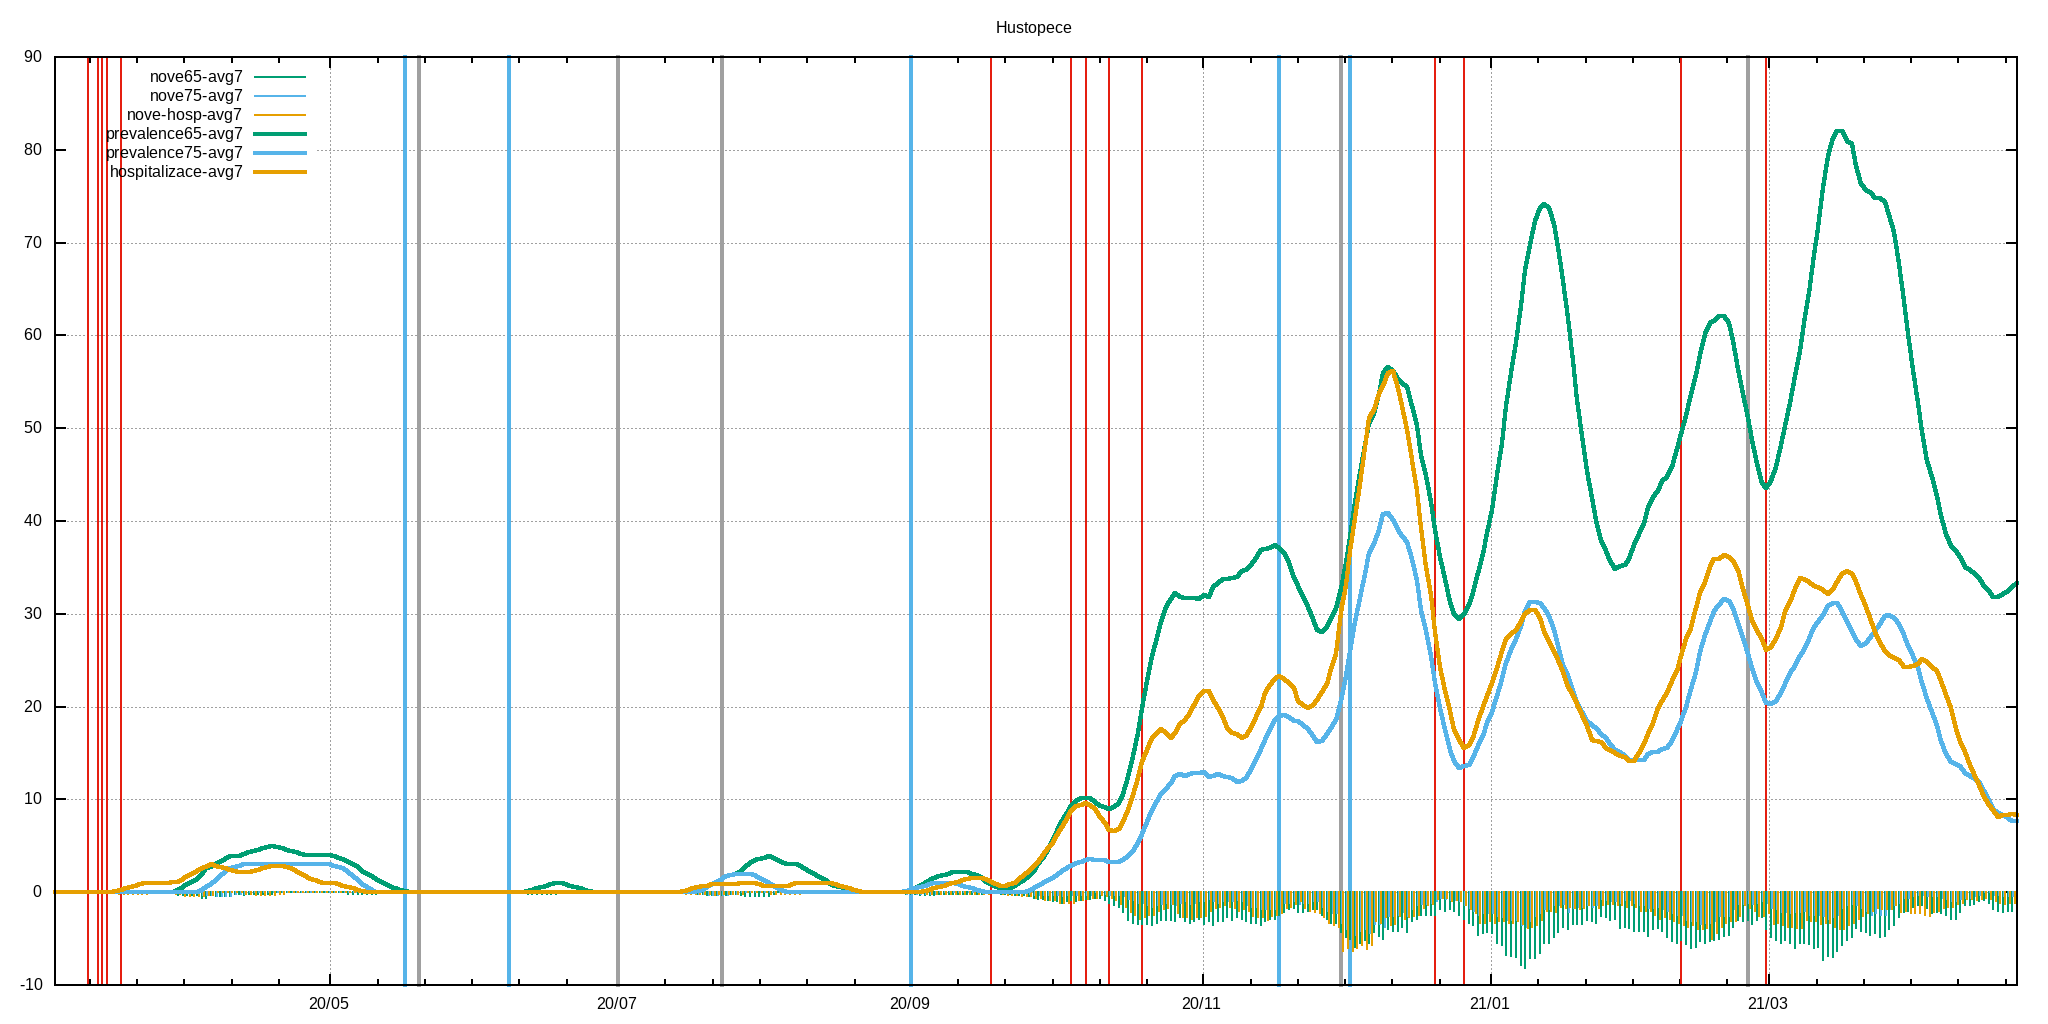 Hustopece
90
80
70
60
50
40
30
20
10
0
-10
nove65-avg7
nove75-avg7
nove-hosp-avg7
prevalence65-avg7
prevalence75-avg7
hospitalizace-avg7
20/05 20/07 20/09 20/11 21/01 21/03